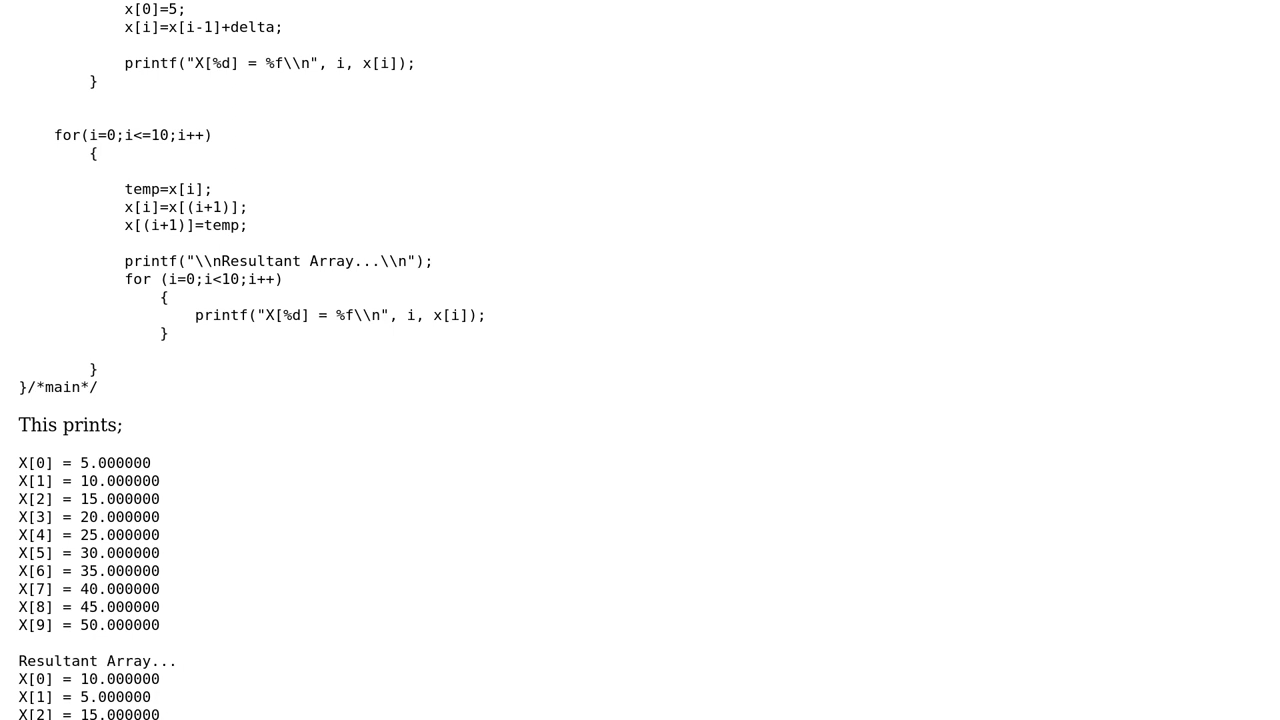 x[0]=5;
x[i]=x[i-1]+delta;
printf("X[%d] = %f\\n", i, x[i]);
}
for(i=0;i<=10;i++)
{
temp=x[i];
x[i]=x[(i+1)];
x[(i+1)]=temp;
printf("\\nResultant Array...\\n");
for (i=0;i<10;i++)
{
printf("X[%d] = %f\\n", i, x[i]);
}
}
}/*main*/
This prints;
X[0] = 5.000000
X[1] = 10.000000
X[2] = 15.000000
X[3] = 20.000000
X[4] = 25.000000
X[5] = 30.000000
X[6] = 35.000000
X[7] = 40.000000
X[8] = 45.000000
X[9] = 50.000000
Resultant Array...
X[0] = 10.000000
X[1] = 5.000000
X[2] = 15.000000